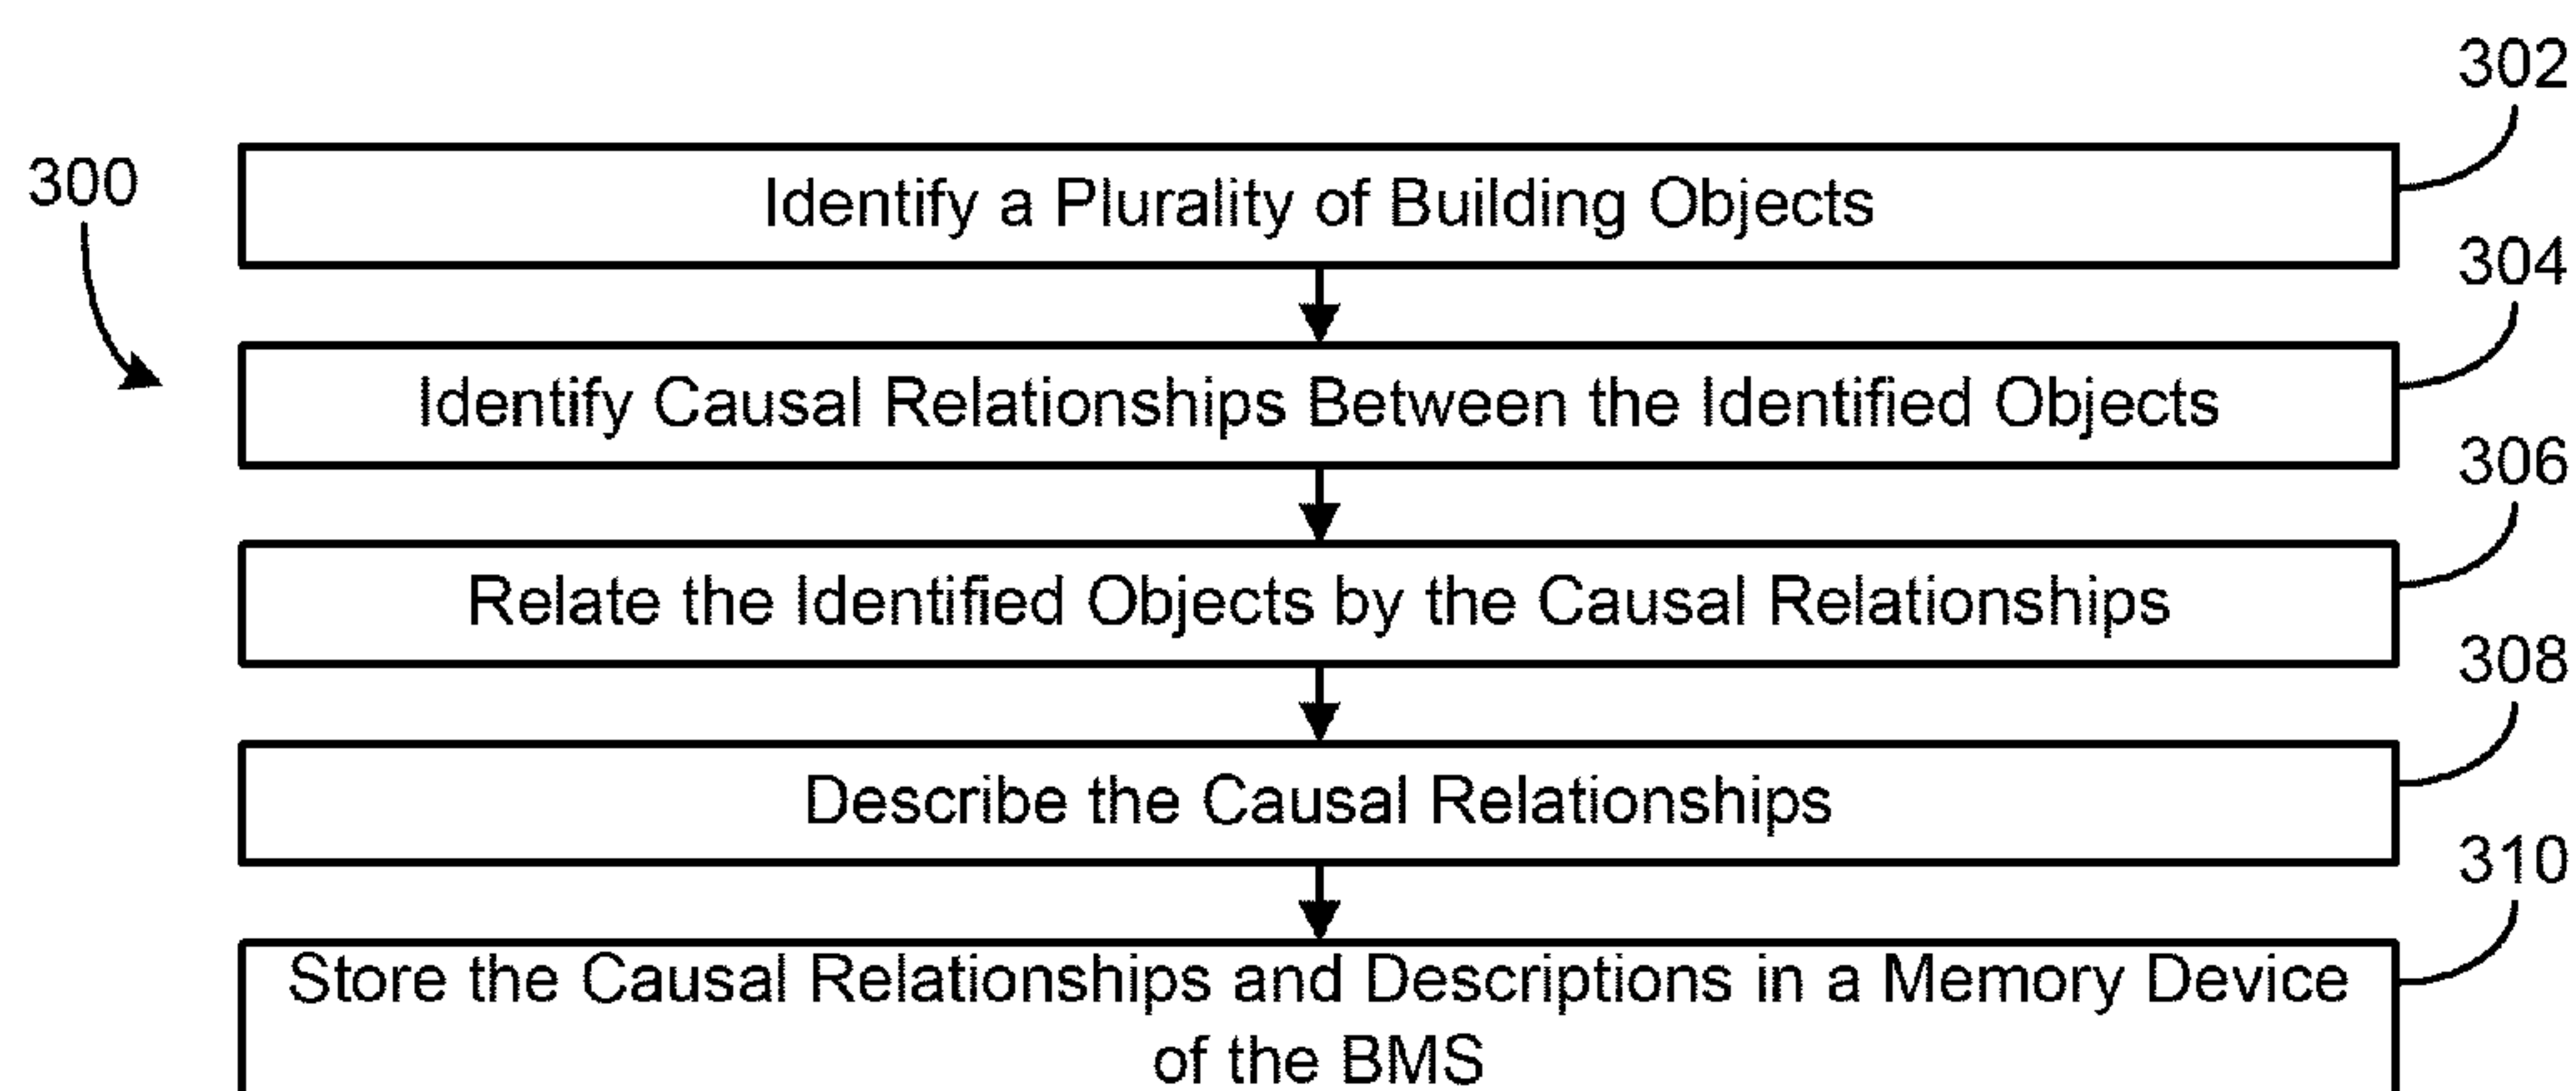 302
300
Identify a Plurality of Building Objects
304
Identify Causal Relationships Between the Identified Objects
306
Relate the Identified Objects by the Causal Relationships
308
Describe the Causal Relationships
310
Store the Causal Relationships and Descriptions in a Memory Device
of the BMS